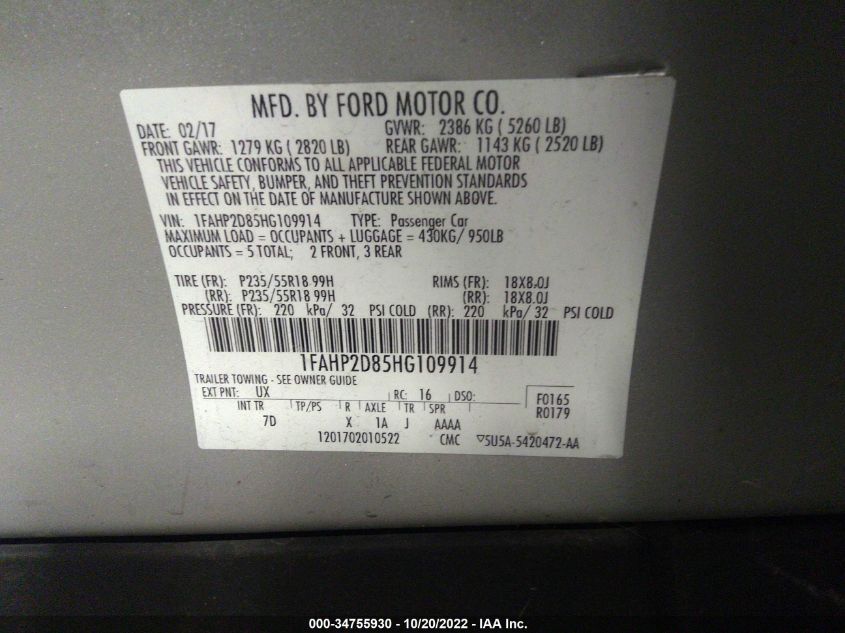 MFD. BY FORD MOTOR CO.
DATE: 02/17 GVWR: 2386 KG ( 5260 LB)
FRONT GAWR: 1279 KG ( 2820 LB) REAR GAWR: 1143 KG ( 2520 LB)
THIS VEHICLE CONFORMS TO ALL APPLICABLE FEDERAL MOTOR
VEHICLE SAFETY, BUMPER, AND THEFT PREVENTION STANDARDS
IN EFFECT ON THE DATE OF MANUFACTURE SHOWN ABOVE.
VIN: 1FAHP2D85HG109914 TYPE: Passenger Car
MAXIMUM LOAD = OCCUPANTS + LUGGAGE = 430KG/ 950LB
OCCUPANTS = 5 TOTAL; 2 FRONT, 3 REAR
TIRE (FR): P235/55R18 99H RIMS (FR): 18X8.0J
(RR): P235/55R18 99H (RR): 18X8.0J
PRESSURE (FR): 220 kPa/ 32 PSI COLD (RR): 220 kPa/ 32 PSI COLD
1FAHP2D85HG109914
TRAILER TOWING - SEE OWNER GUIDE
EXT PNT: UX RC: 16 DSO: F0165
INT TR TP/PS R AXLE TR SPR R0179
7D X 1A J AAAA
1201702010522 CMC ▽5U5A-5420472-AA
000-34755930 - 10/20/2022 - IAA Inc.